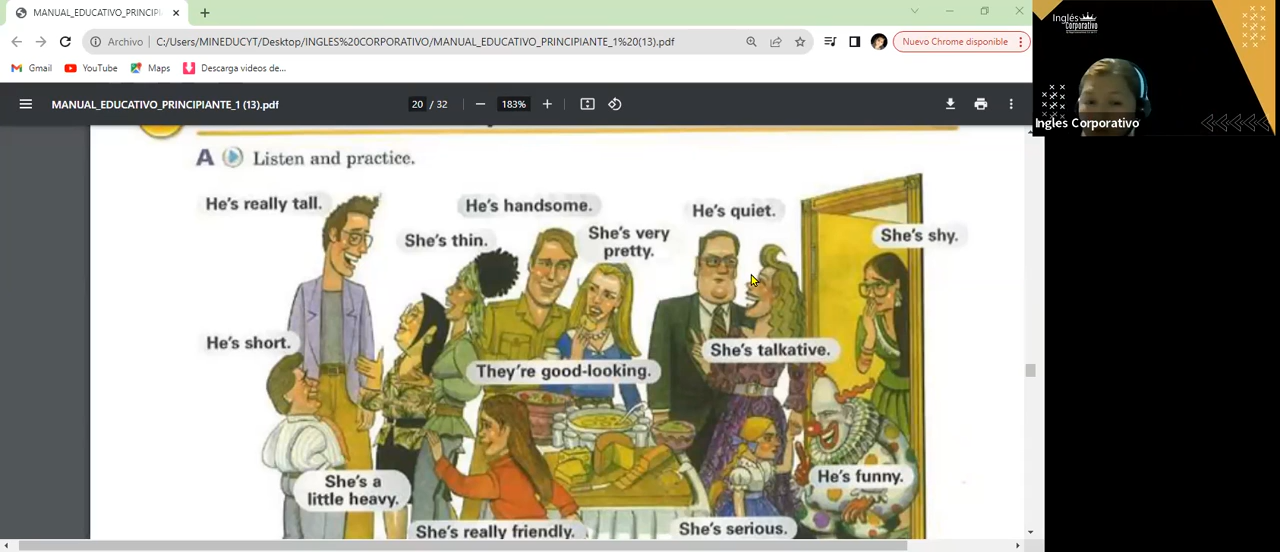 MANUAL_EDUCATIVO_PRINCIPI
Archivo
C:/Users/MINEDUCYT/Desktop/INGLES%20CORPORATIVO/MANUAL_EDUCATIVO_PRINCIPIANTE_1%20(13).pdf
Nuevo Chrome disponible
Gmail
YouTube
Maps
Descarga videos de...
MANUAL_EDUCATIVO_PRINCIPIANTE_1 (13).pdf
20 / 32
183%
Inglés
Corporativo
Ingles Corporativo
A Listen and practice.
He's really tall.
He's handsome.
He's quiet.
She's thin.
She's very
pretty.
She's shy.
He's short.
They're good-looking.
She's talkative.
She's a
little heavy.
He's funny.
She's really friendly.
She's serious.